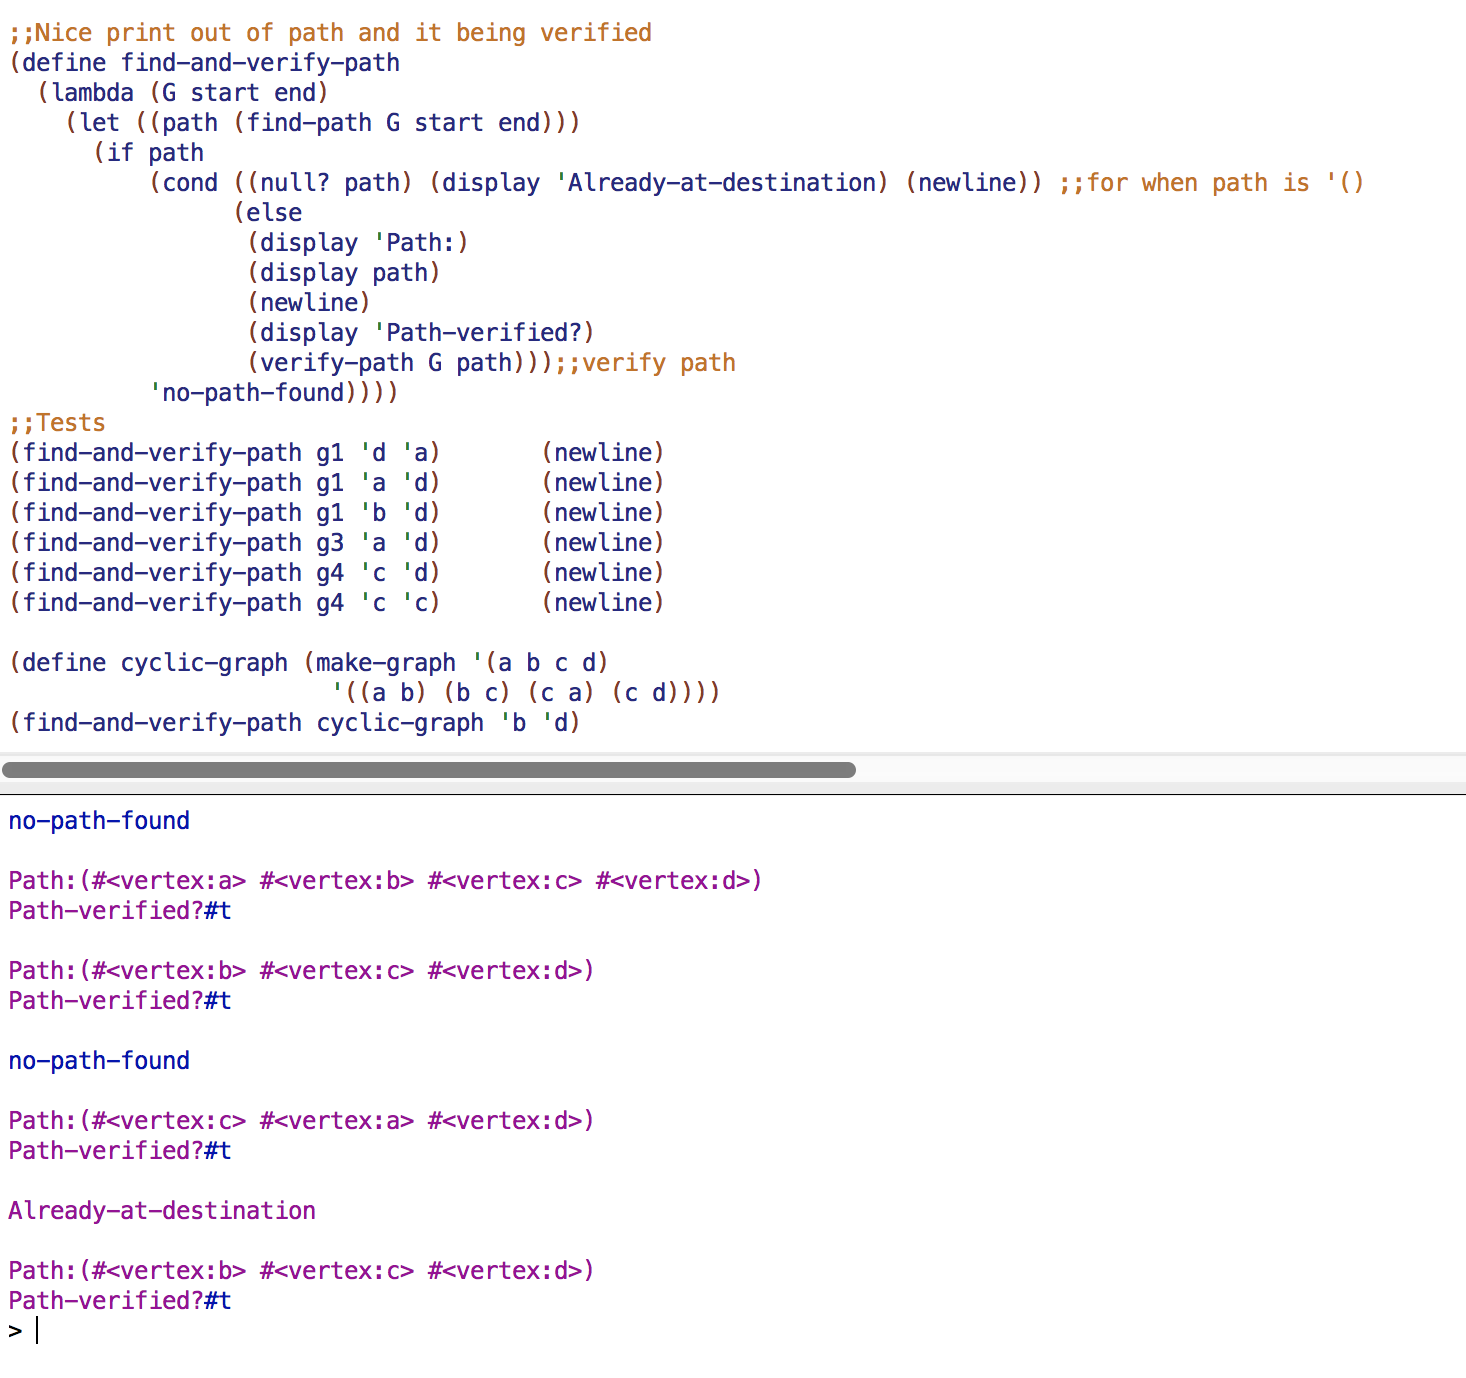 ;;Nice print out of path and it being verified
(define find-and-verify-path
  (lambda (G start end)
    (let ((path (find-path G start end)))
      (if path
          (cond ((null? path) (display 'Already-at-destination) (newline)) ;;for when path is '()
                (else
                 (display 'Path:)
                 (display path)
                 (newline)
                 (display 'Path-verified?)
                 (verify-path G path)));;verify path
          'no-path-found))))
;;Tests
(find-and-verify-path g1 'd 'a)       (newline)
(find-and-verify-path g1 'a 'd)       (newline)
(find-and-verify-path g1 'b 'd)       (newline)
(find-and-verify-path g3 'a 'd)       (newline)
(find-and-verify-path g4 'c 'd)       (newline)
(find-and-verify-path g4 'c 'c)       (newline)

(define cyclic-graph (make-graph '(a b c d)
                       '((a b) (b c) (c a) (c d))))
(find-and-verify-path cyclic-graph 'b 'd)
no-path-found

Path:(#<vertex:a> #<vertex:b> #<vertex:c> #<vertex:d>)
Path-verified?#t

Path:(#<vertex:b> #<vertex:c> #<vertex:d>)
Path-verified?#t

no-path-found

Path:(#<vertex:c> #<vertex:a> #<vertex:d>)
Path-verified?#t

Already-at-destination

Path:(#<vertex:b> #<vertex:c> #<vertex:d>)
Path-verified?#t
>